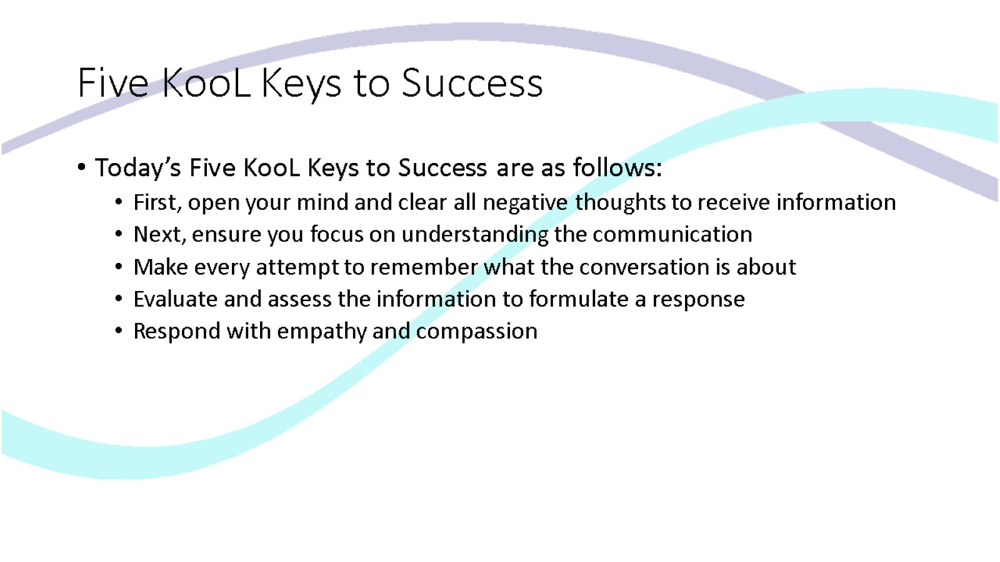 Five KooL Keys to Success
• Today’s Five KooL Keys to Success are as follows:
• First, open your mind and clear all negative thoughts to receive information
• Next, ensure you focus on understanding the communication
• Make every attempt to remember what the conversation is about
• Evaluate and assess the information to formulate a response
• Respond with empathy and compassion